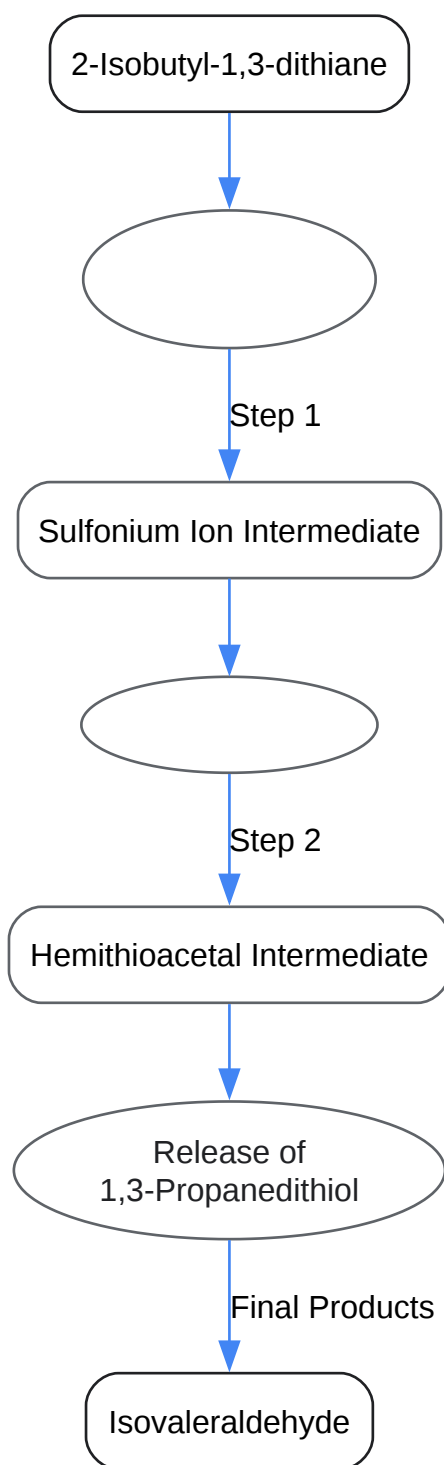 2-Isobutyl-1,3-dithiane
Step 1
Sulfonium Ion Intermediate
Step 2
Hemithioacetal Intermediate
Release of
1,3-Propanedithiol
Final Products
Isovaleraldehyde